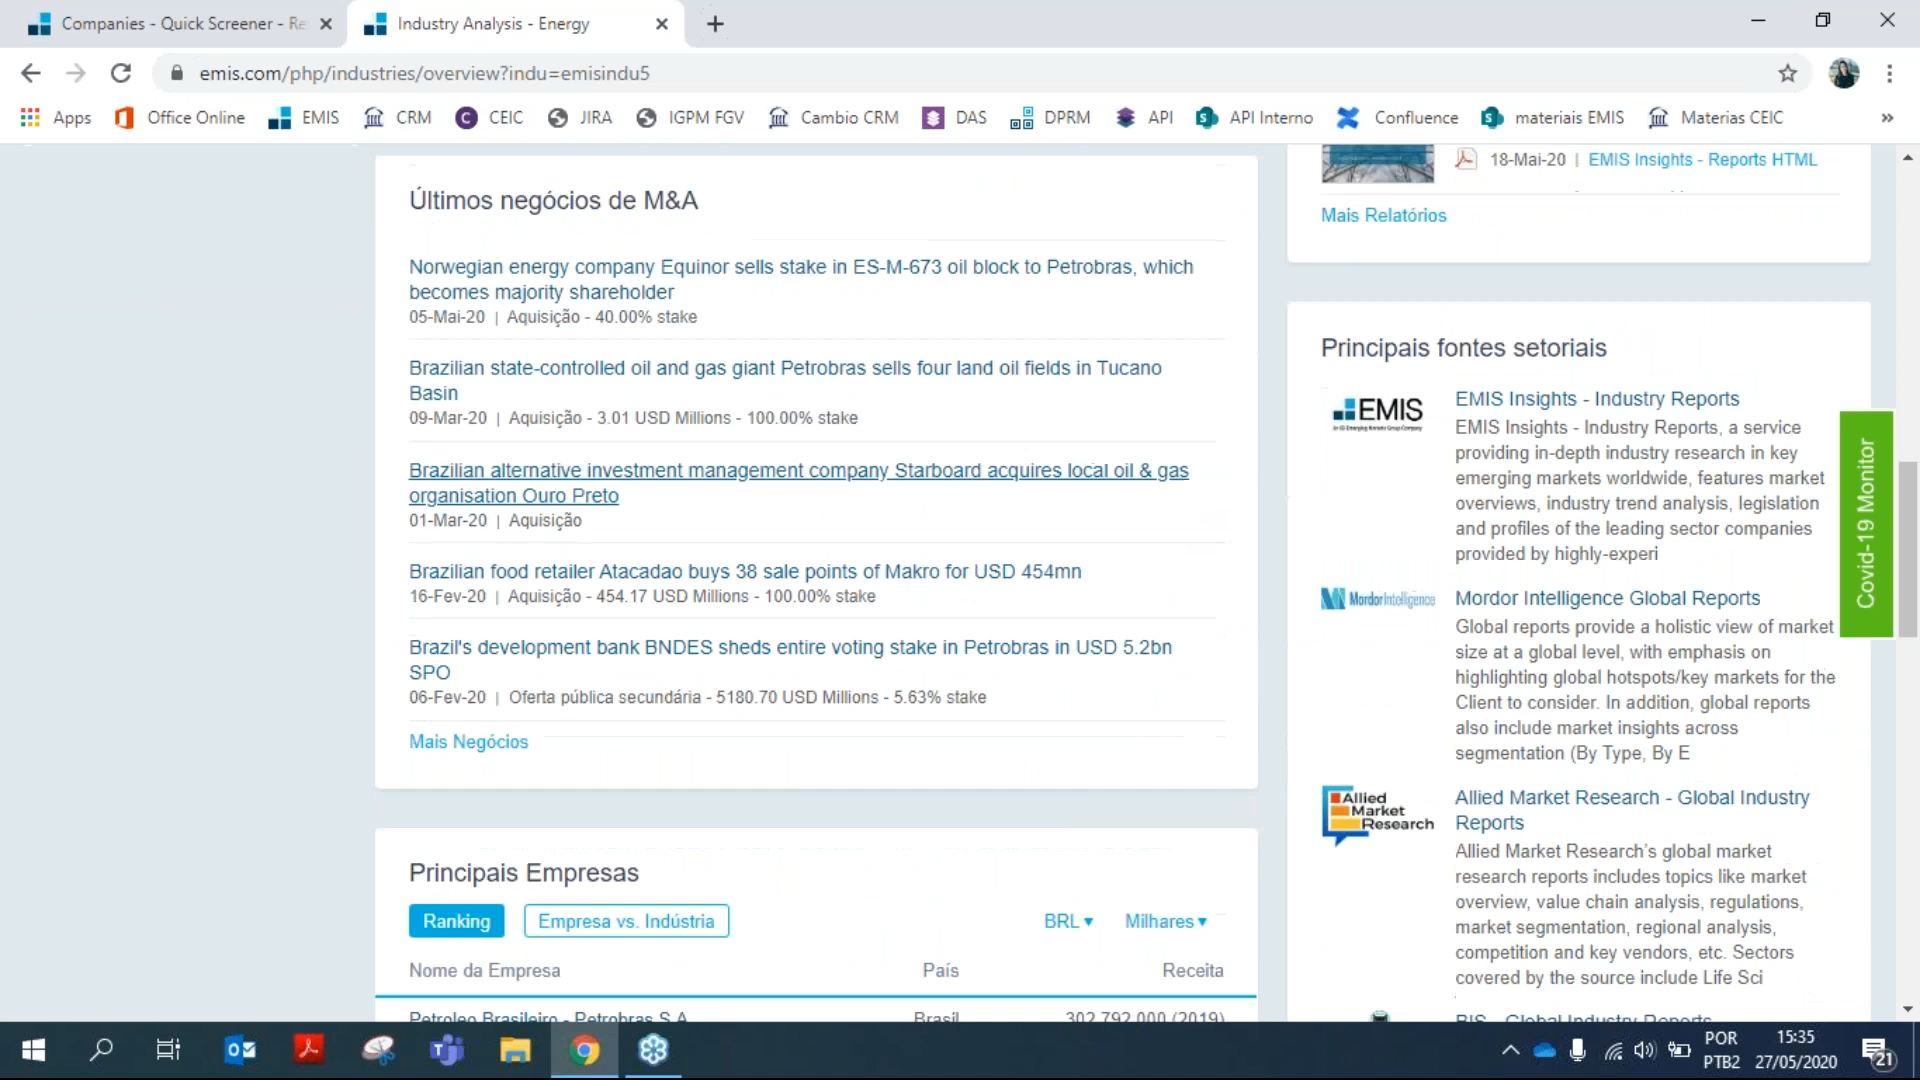 Companies - Quick Screener - Re
Industry Analysis - Energy
emis.com/php/industries/overview?indu=emisindu5
Apps
Office Online
EMIS
CRM
CEIC
JIRA
IGPM FGV
Cambio CRM
DAS
DPRM
API
API Interno
Confluence
materiais EMIS
Materias CEIC
»
Últimos negócios de M&A
Norwegian energy company Equinor sells stake in ES-M-673 oil block to Petrobras, which
becomes majority shareholder
05-Mai-20 | Aquisição - 40.00% stake
Brazilian state-controlled oil and gas giant Petrobras sells four land oil fields in Tucano
Basin
09-Mar-20 | Aquisição - 3.01 USD Millions - 100.00% stake
Brazilian alternative investment management company Starboard acquires local oil & gas
organisation Ouro Preto
01-Mar-20 | Aquisição
Brazilian food retailer Atacadao buys 38 sale points of Makro for USD 454mn
16-Fev-20 | Aquisição - 454.17 USD Millions - 100.00% stake
Brazil's development bank BNDES sheds entire voting stake in Petrobras in USD 5.2bn
SPO
06-Fev-20 | Oferta pública secundária - 5180.70 USD Millions - 5.63% stake
Mais Negócios
Principais Empresas
Ranking
Empresa vs. Indústria
BRL
Milhares
Nome da Empresa
País
Receita
Petroleo Brasileiro - Petrobras S.A.
Brasil
302,792,000 (2019)
18-Mai-20 | EMIS Insights - Reports HTML
Mais Relatórios
Principais fontes setoriais
EMIS
EMIS Insights - Industry Reports
EMIS Insights - Industry Reports, a service
providing in-depth industry research in key
emerging markets worldwide, features market
overviews, industry trend analysis, legislation
and profiles of the leading sector companies
provided by highly-experi
Mordor Intelligence
Mordor Intelligence Global Reports
Global reports provide a holistic view of market
size at a global level, with emphasis on
highlighting global hotspots/key markets for the
Client to consider. In addition, global reports
also include market insights across
segmentation (By Type, By E
Allied
Market
Research
Allied Market Research - Global Industry
Reports
Allied Market Research's global market
research reports includes topics like market
overview, value chain analysis, regulations,
market segmentation, regional analysis,
competition and key vendors, etc. Sectors
covered by the source include Life Sci
BIS - Global Industry Reports
Covid-19 Monitor
POR
PTB2
15:35
27/05/2020
21